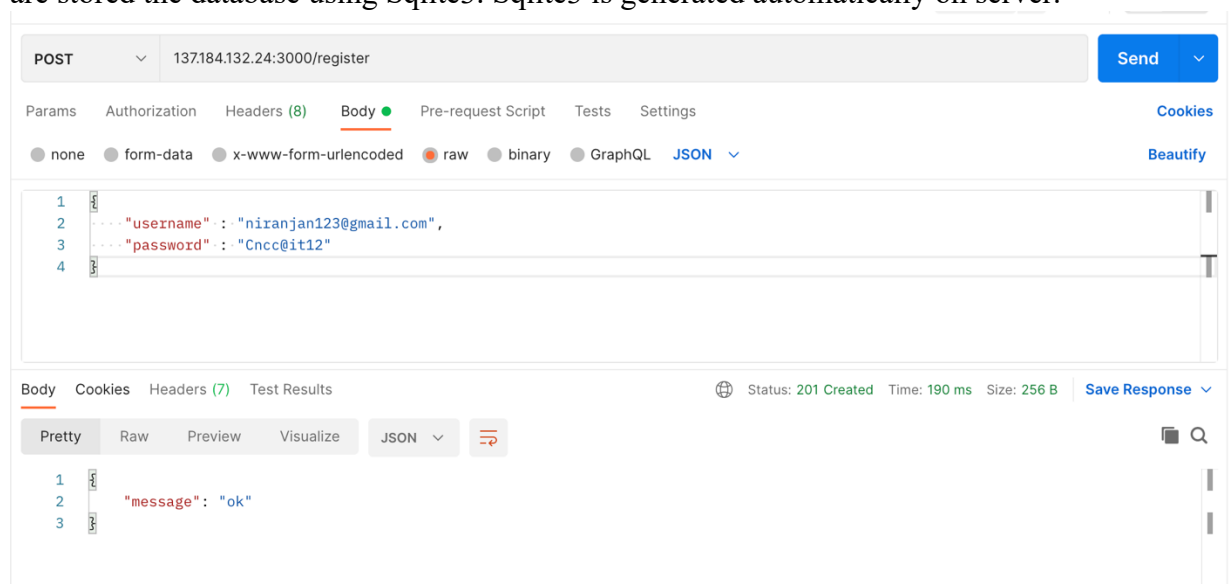 are stored the database using Sqlite3. Sqlite3 is generated automatically on server.
POST 137.184.132.24:3000/register Send
Params Authorization Headers (8) Body Pre-request Script Tests Settings Cookies
none form-data x-www-form-urlencoded raw binary GraphQL JSON Beautify
1 {
2 "username" : "niranjan123@gmail.com",
3 "password" : "Cncc@it12"
4 }
Body Cookies Headers (7) Test Results Status: 201 Created Time: 190 ms Size: 256 B Save Response
Pretty Raw Preview Visualize JSON
1 {
2 "message": "ok"
3 }